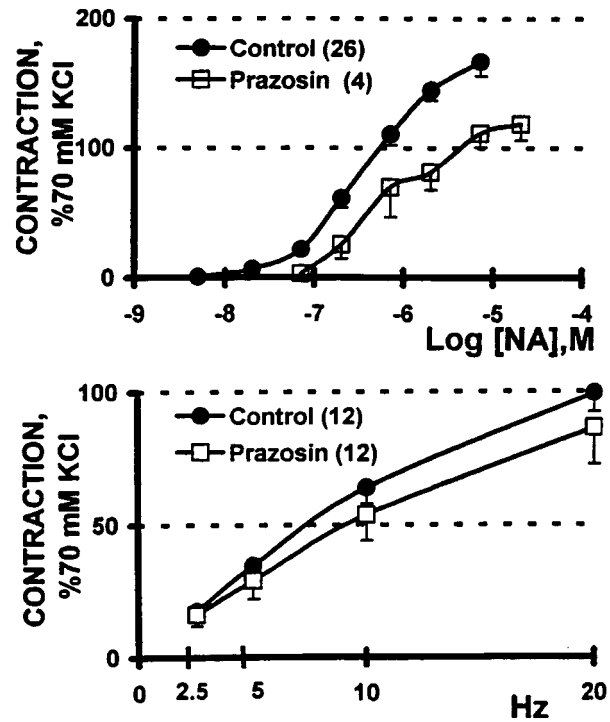 CONTRACTION,
%70 mM KCl
200
100
0
Control (26)
Prazosin (4)
-9 -8 -7 -6 -5 -4
Log [NA],M
CONTRACTION,
%70 mM KCl
100
50
0
Control (12)
Prazosin (12)
0 2.5 5 10 20
Hz